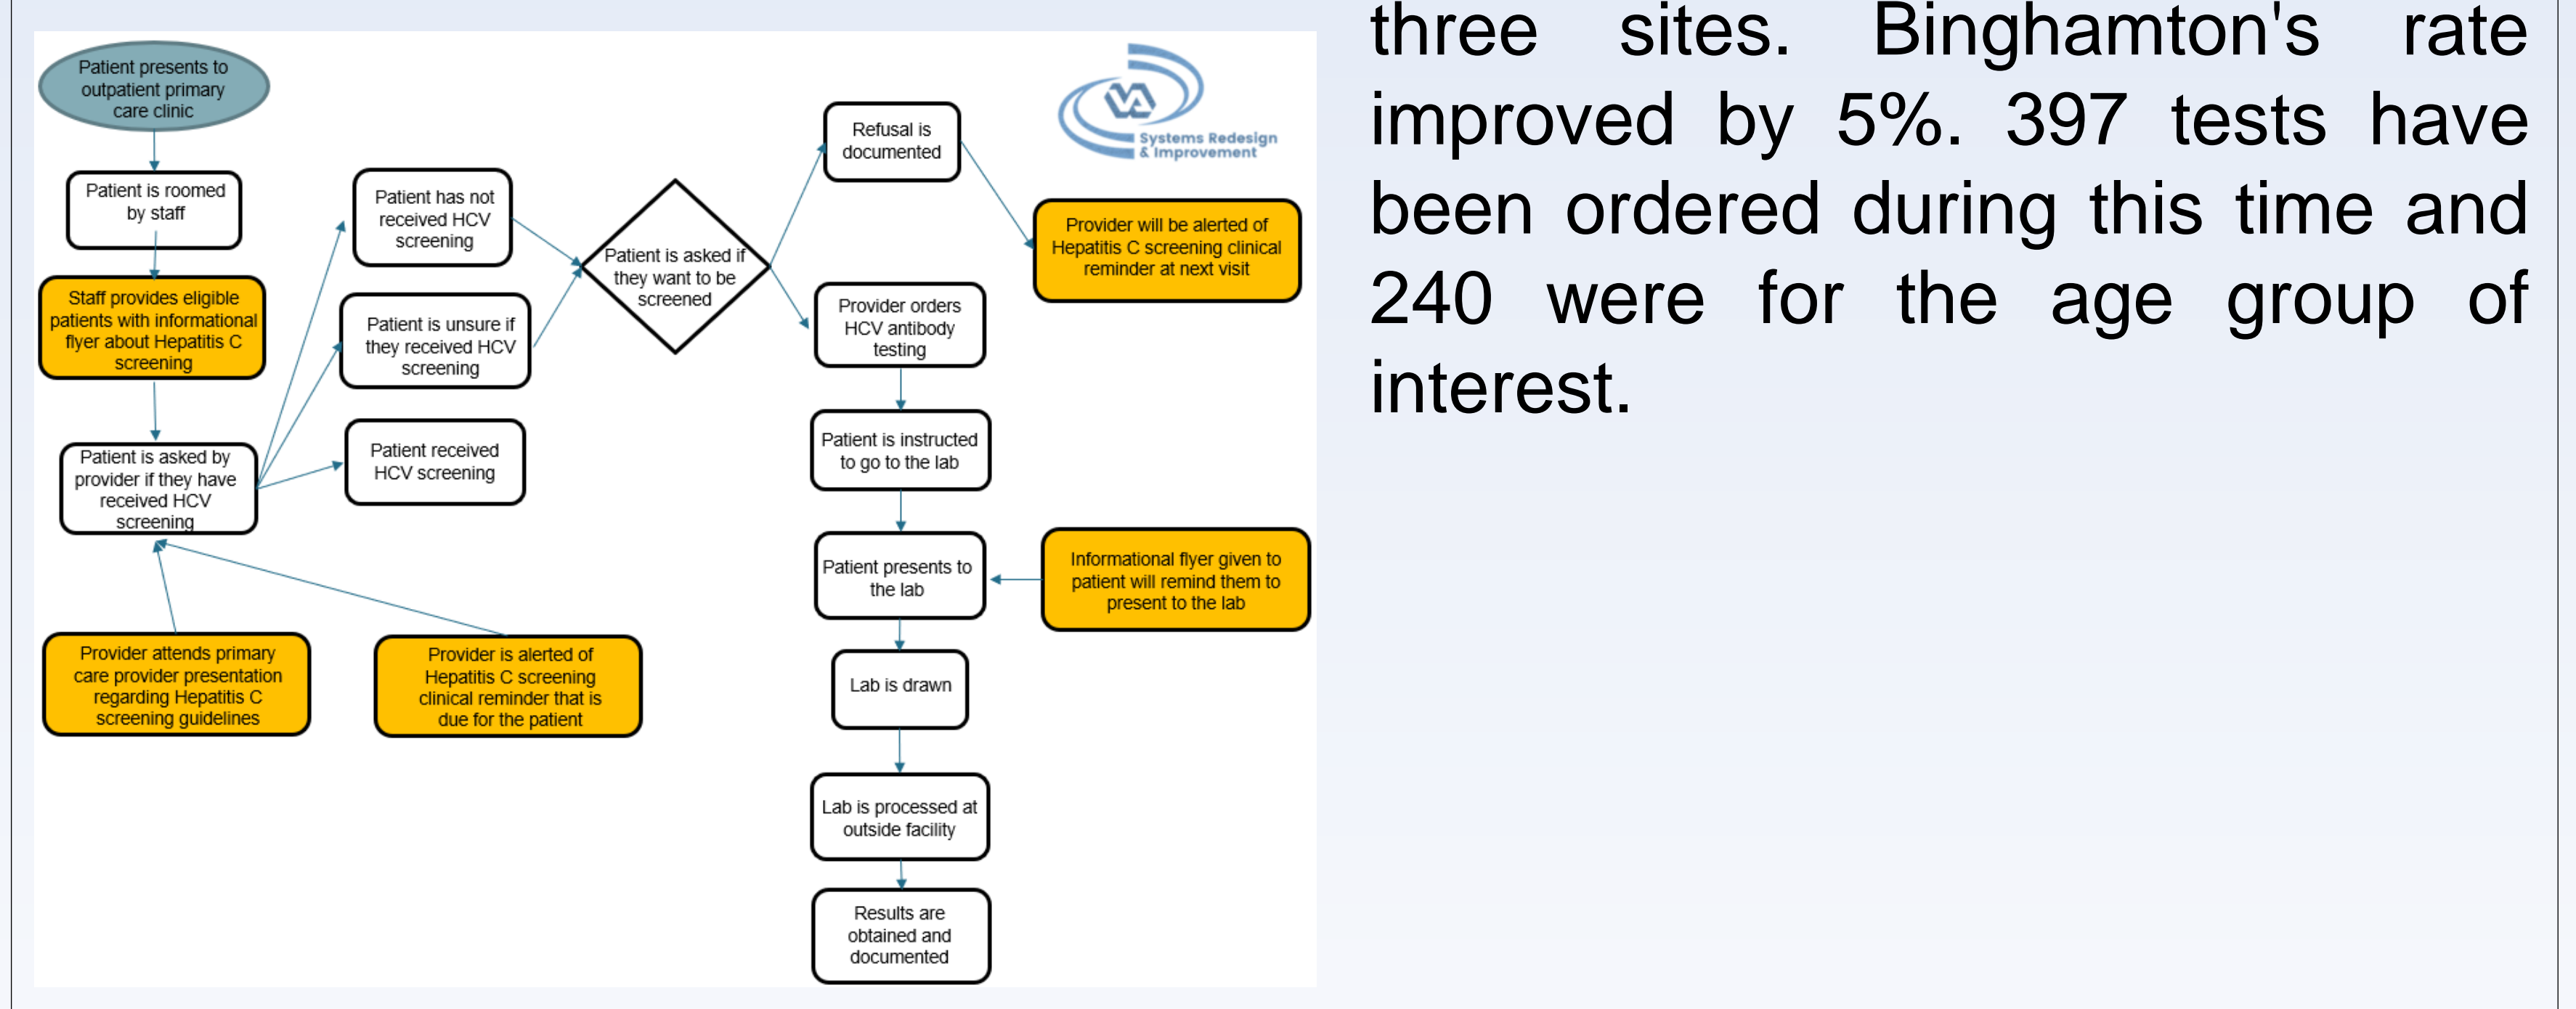 Patient presents to
outpatient primary
care clinic
Patient is roomed
by staff
Staff provides eligible
patients with informational
flyer about Hepatitis C
screening
Patient is asked by
provider if they have
received HCV
screening
Provider attends primary
care provider presentation
regarding Hepatitis C
screening guidelines
Provider is alerted of
Hepatitis C screening
clinical reminder that is
due for the patient
Patient has not
received HCV
screening
Patient is unsure if
they received HCV
screening
Patient received
HCV screening
Patient is asked if
they want to be
screened
Refusal is
documented
Provider will be alerted of
Hepatitis C screening clinical
reminder at next visit
Provider orders
HCV antibody
testing
Patient is instructed
to go to the lab
Patient presents to
the lab
Informational flyer given to
patient will remind them to
present to the lab
Lab is drawn
Lab is processed at
outside facility
Results are
obtained and
documented
VA
Systems Redesign
& Improvement
three sites. Binghamton's rate
improved by 5%. 397 tests have
been ordered during this time and
240 were for the age group of
interest.